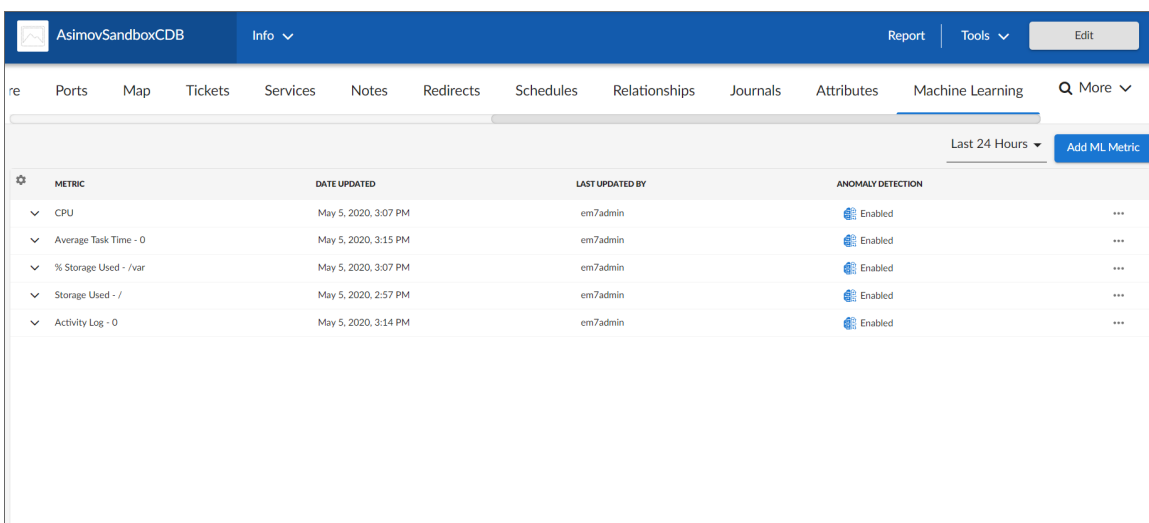 AsimovSandboxCDB Info Report Tools Edit
re Ports Map Tickets Services Notes Redirects Schedules Relationships Journals Attributes Machine Learning More
Last 24 Hours Add ML Metric
METRIC DATE UPDATED LAST UPDATED BY ANOMALY DETECTION
CPU May 5, 2020, 3:07 PM em7admin Enabled ...
Average Task Time - 0 May 5, 2020, 3:15 PM em7admin Enabled ...
% Storage Used - /var May 5, 2020, 3:07 PM em7admin Enabled ...
Storage Used - / May 5, 2020, 2:57 PM em7admin Enabled ...
Activity Log - 0 May 5, 2020, 3:14 PM em7admin Enabled ...